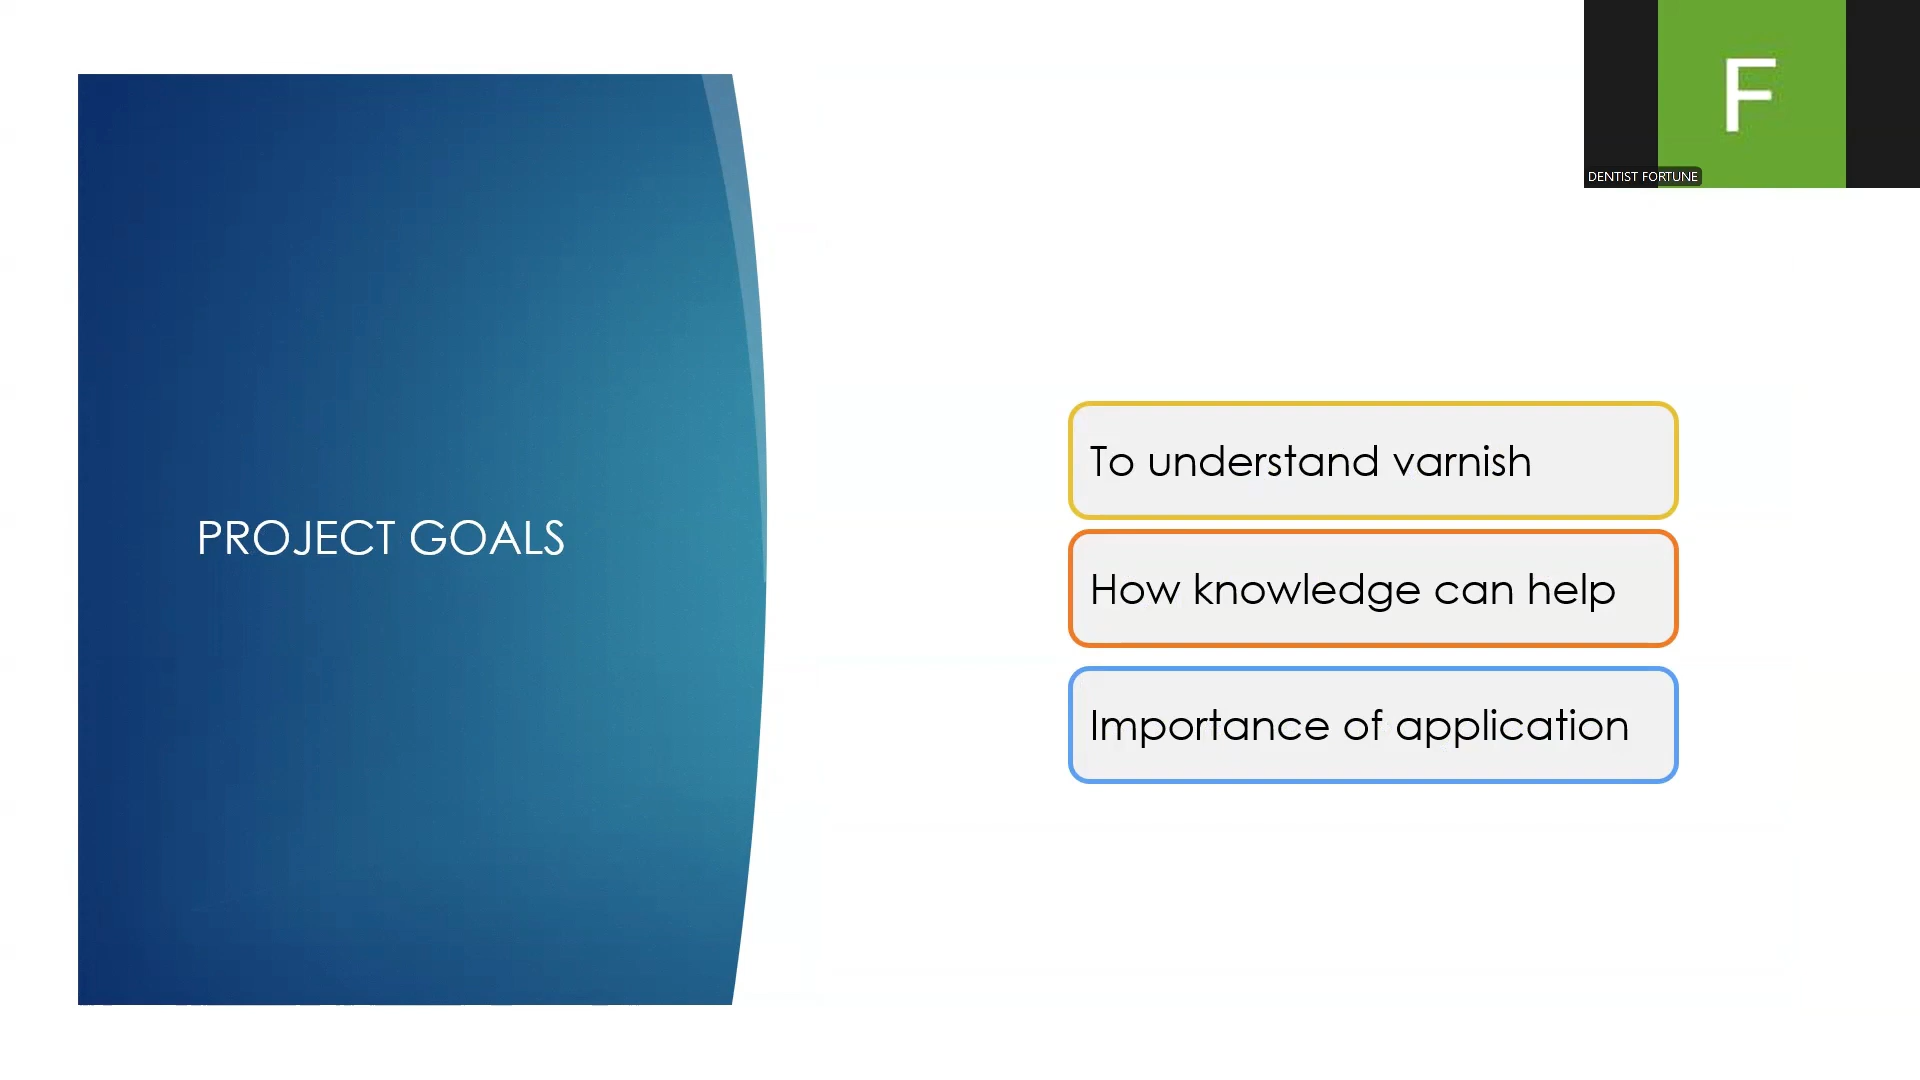 F
DENTIST FORTUNE
PROJECT GOALS
To understand varnish
How knowledge can help
Importance of application